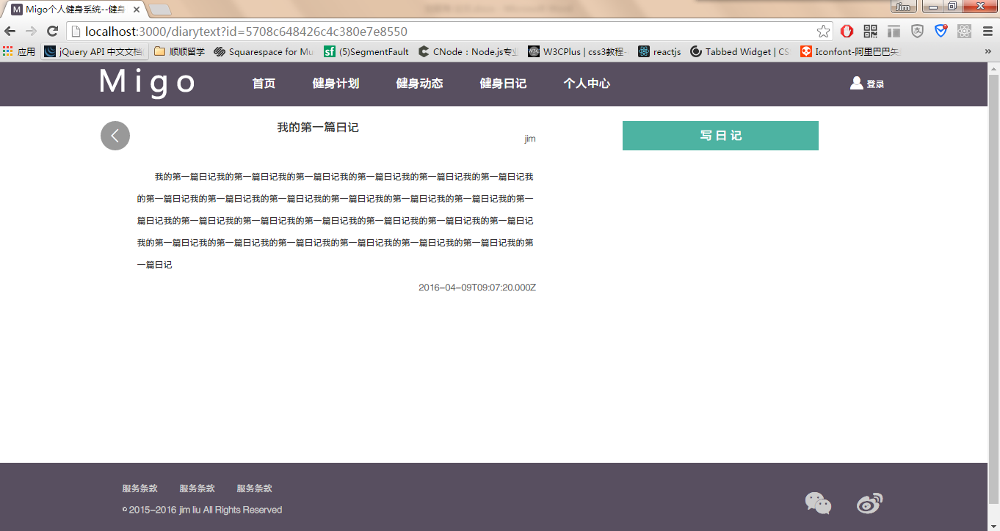 Migo个人健身系统--健身
Jim
localhost:3000/diarytext?id=5708c648426c4c380e7e8550
应用 jQuery API 中文文档 顺顺留学 Squarespace for Mu (5)SegmentFault CNode：Node.js专业 W3CPlus | css3教程- reactjs Tabbed Widget | CS Iconfont-阿里巴巴矢 »
Migo 首页 健身计划 健身动态 健身日记 个人中心 登录
我的第一篇日记
jim
写日记
我的第一篇日记我的第一篇日记我的第一篇日记我的第一篇日记我的第一篇日记我的第一篇日记我
的第一篇日记我的第一篇日记我的第一篇日记我的第一篇日记我的第一篇日记我的第一篇日记我的第一
篇日记我的第一篇日记我的第一篇日记我的第一篇日记我的第一篇日记我的第一篇日记我的第一篇日记
我的第一篇日记我的第一篇日记我的第一篇日记我的第一篇日记我的第一篇日记我的第一篇日记我的第
一篇日记
2016-04-09T09:07:20.000Z
服务条款 服务条款 服务条款
© 2015-2016 jim liu All Rights Reserved